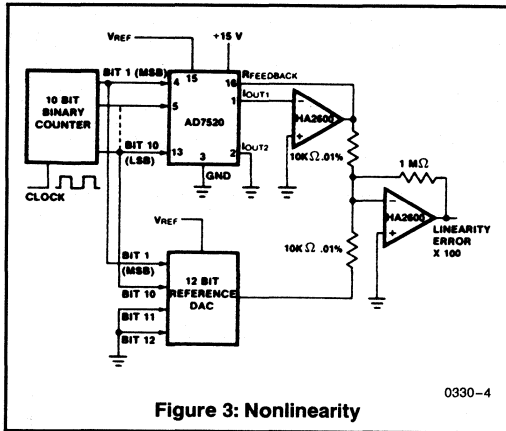 VREF
+15 V
BIT 1 (MSB)
4
15
16
RFEEDBACK
10 BIT
BINARY
COUNTER
5
AD7520
1
IOUT1
HA2600
BIT 10
(LSB)
13
3
2
IOUT2
GND
CLOCK
10KΩ .01%
1 MΩ
HA2600
LINEARITY
ERROR
X 100
VREF
10KΩ .01%
BIT 1
(MSB)
BIT 10
BIT 11
BIT 12
12 BIT
REFERENCE
DAC
0330-4
Figure 3: Nonlinearity